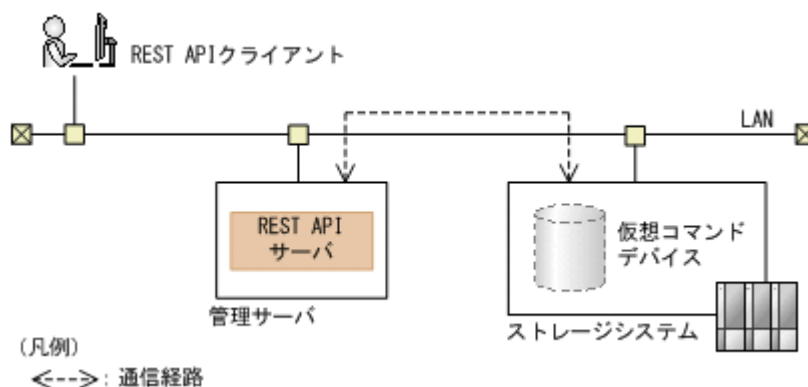 REST APIクライアント
LAN
REST API
サーバ
仮想コマンド
デバイス
管理サーバ
ストレージシステム
(凡例)
: 通信経路